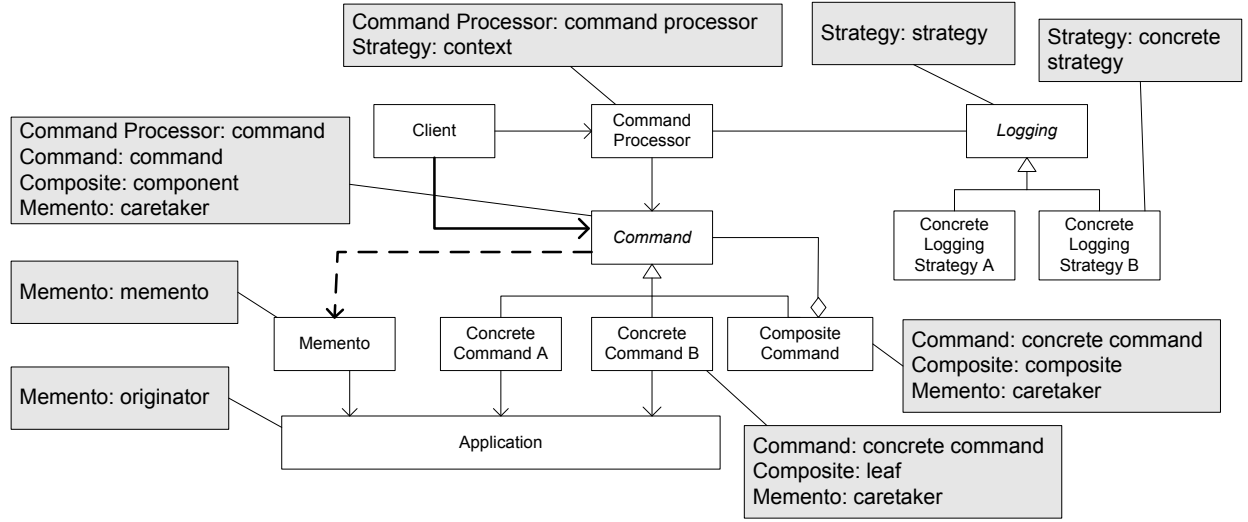 Command Processor: command processor
Strategy: context
Strategy: strategy
Strategy: concrete
strategy
Command Processor: command
Command: command
Composite: component
Memento: caretaker
Client
Command
Processor
Logging
Command
Concrete
Logging
Strategy A
Concrete
Logging
Strategy B
Memento: memento
Memento
Concrete
Command A
Concrete
Command B
Composite
Command
Command: concrete command
Composite: composite
Memento: caretaker
Memento: originator
Application
Command: concrete command
Composite: leaf
Memento: caretaker